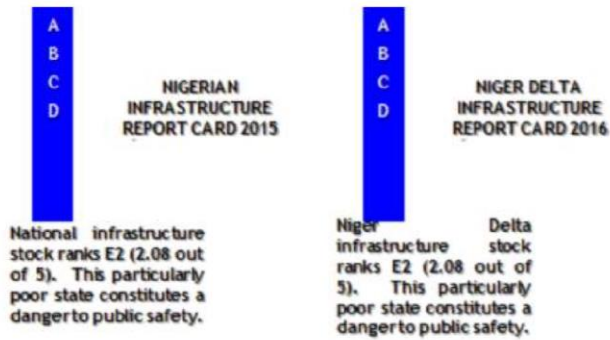 A
B
C
D
NIGERIAN
INFRASTRUCTURE
REPORT CARD 2015
National infrastructure
stock ranks E2 (2.08 out
of 5). This particularly
poor state constitutes a
danger to public safety.
A
B
C
D
NIGER DELTA
INFRASTRUCTURE
REPORT CARD 2016
Niger Delta
infrastructure stock
ranks E2 (2.08 out of
5). This particularly
poor state constitutes a
danger to public safety.